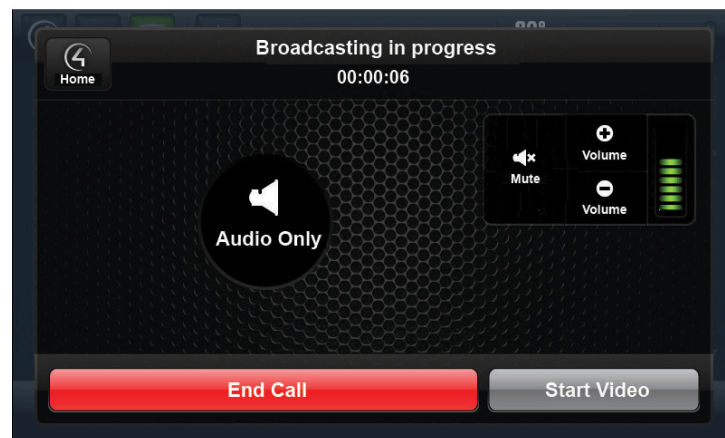 Broadcasting in progress
00:00:06
Home
Audio Only
Mute
Volume
Volume
End Call
Start Video